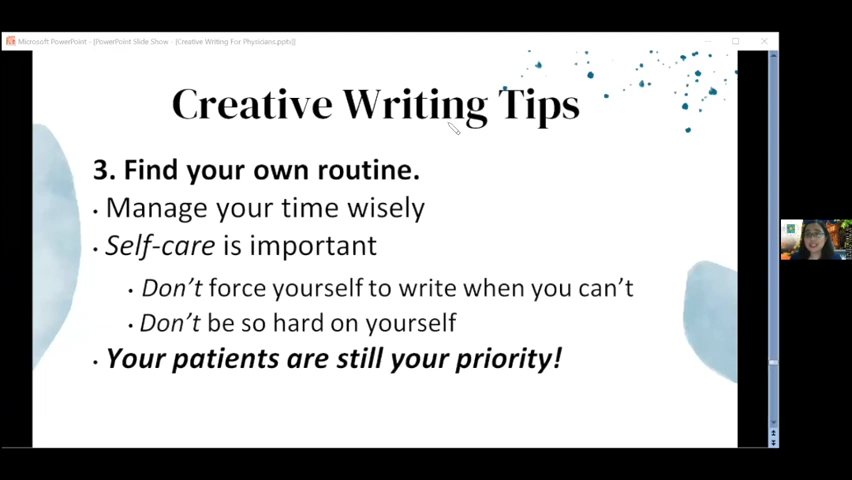 Microsoft PowerPoint - [PowerPoint Slide Show - [Creative Writing For Physicians.pptx]]
Creative Writing Tips
3. Find your own routine.
• Manage your time wisely
• Self-care is important
• Don't force yourself to write when you can't
• Don't be so hard on yourself
• Your patients are still your priority!